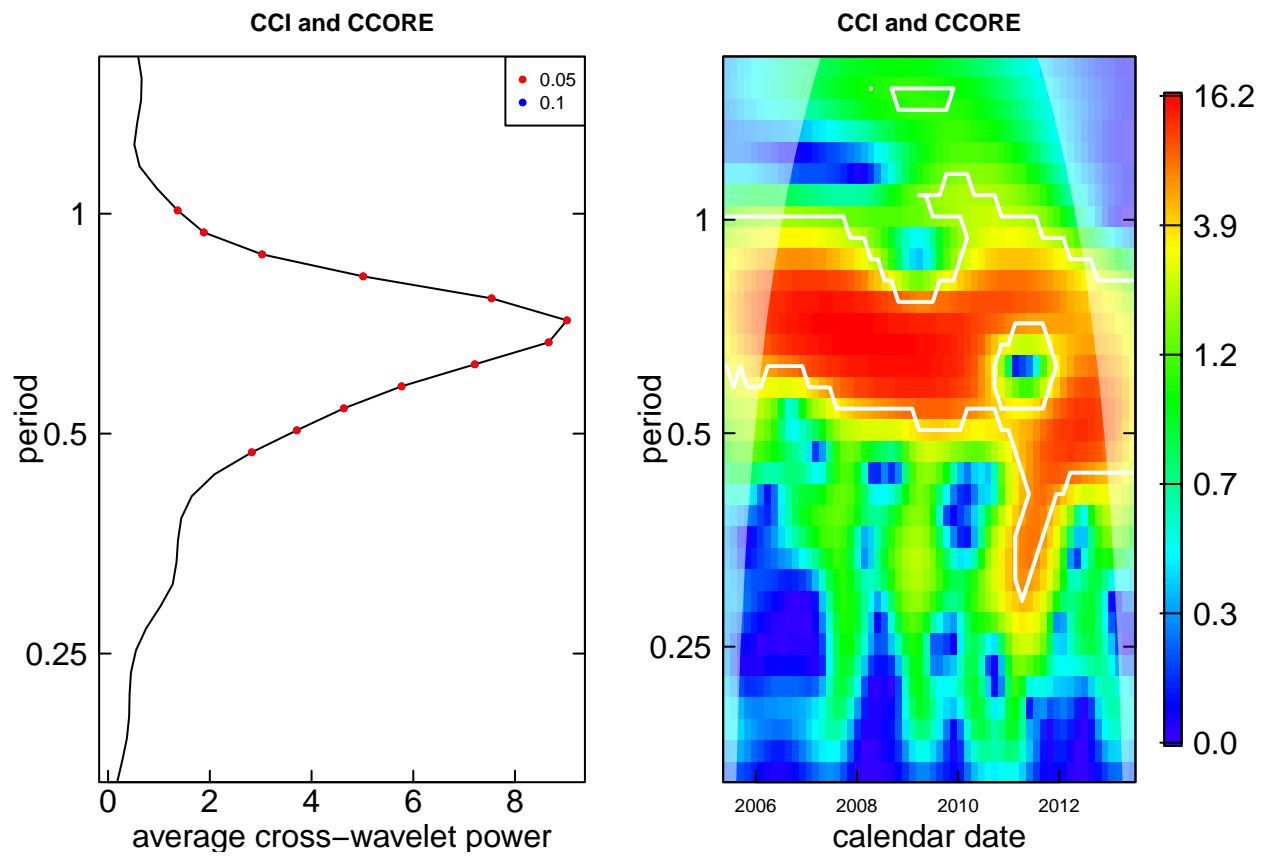 CCI and CCORE
0.05
0.1
1
0.5
0.25
period
0 2 4 6 8
average cross−wavelet power
CCI and CCORE
1
0.5
0.25
period
2006 2008 2010 2012
calendar date
16.2
3.9
1.2
0.7
0.3
0.0